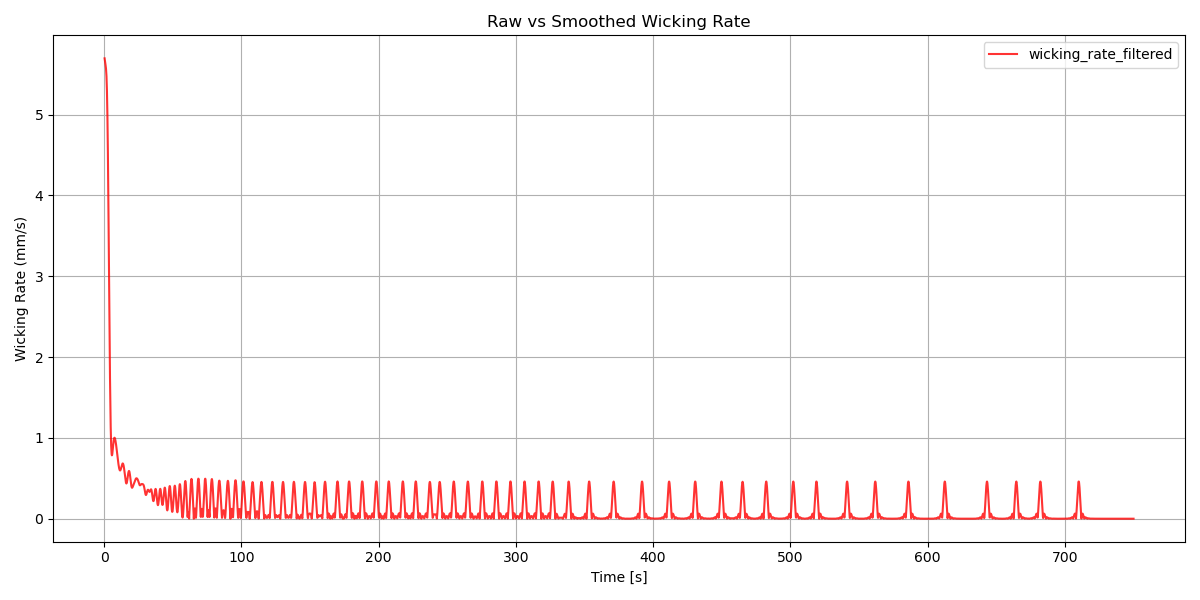 Raw vs Smoothed Wicking Rate
wicking_rate_filtered
Wicking Rate (mm/s)
5
4
3
2
1
0
0 100 200 300 400 500 600 700
Time [s]